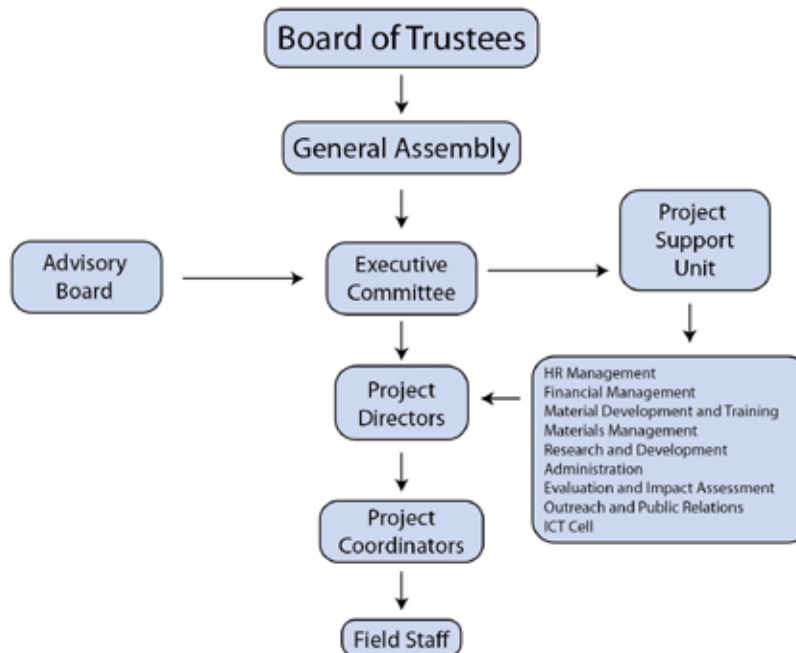 Board of Trustees
General Assembly
Advisory
Board
Executive
Committee
Project
Support
Unit
Project
Directors
HR Management
Financial Management
Material Development and Training
Materials Management
Research and Development
Administration
Evaluation and Impact Assessment
Outreach and Public Relations
ICT Cell
Project
Coordinators
Field Staff